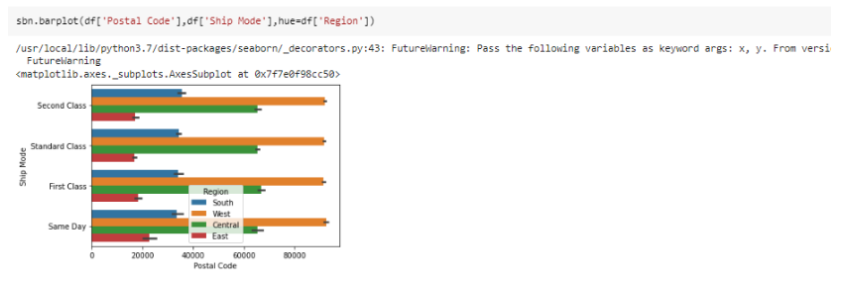 sbn.barplot(df['Postal Code'],df['Ship Mode'],hue=df['Region'])
/usr/local/lib/python3.7/dist-packages/seaborn/_decorators.py:43: FutureWarning: Pass the following variables as keyword args: x, y. From versi
FutureWarning
<matplotlib.axes._subplots.AxesSubplot at 0x7f7e0f98cc50>
Second Class
Standard Class
First Class
Same Day
Ship Mode
Region
South
West
Central
East
0 20000 40000 60000 80000
Postal Code